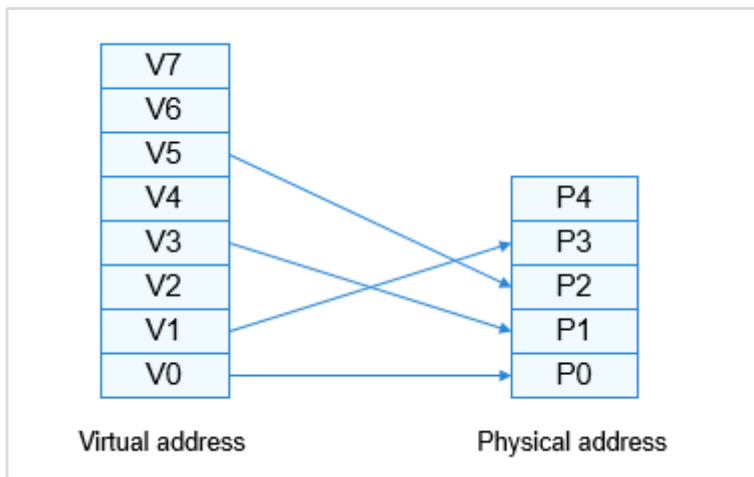 V7
V6
V5
V4
V3
V2
V1
V0
Virtual address
P4
P3
P2
P1
P0
Physical address